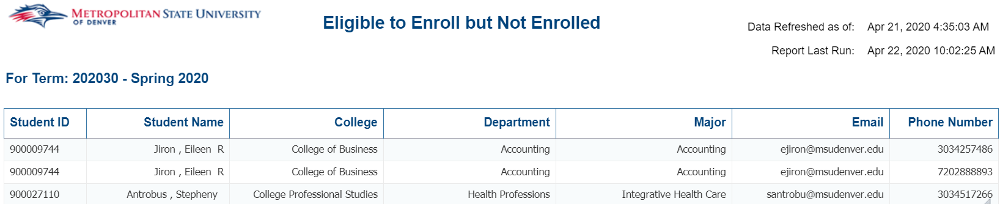 METROPOLITAN STATE UNIVERSITY
OF DENVER
Eligible to Enroll but Not Enrolled
Data Refreshed as of: Apr 21, 2020 4:35:03 AM
Report Last Run: Apr 22, 2020 10:02:25 AM
For Term: 202030 - Spring 2020
Student ID Student Name College Department Major Email Phone Number
900009744 Jiron , Eileen R College of Business Accounting Accounting ejiron@msudenver.edu 3034257486
900009744 Jiron , Eileen R College of Business Accounting Accounting ejiron@msudenver.edu 7202888893
900027110 Antrobus , Stepheny College Professional Studies Health Professions Integrative Health Care santrobu@msudenver.edu 3034517266